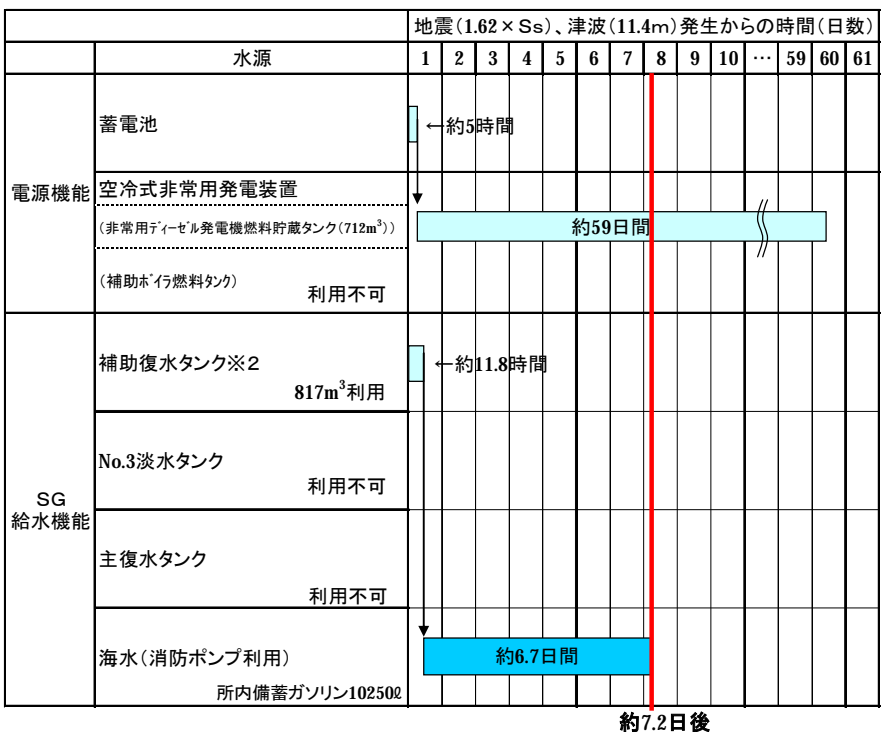 地震(1.62×Ss)、津波(11.4m)発生からの時間(日数)
水源 1 2 3 4 5 6 7 8 9 10 … 59 60 61
電源機能
蓄電池
←約5時間
空冷式非常用発電装置
(非常用ディーゼル発電機燃料貯蔵タンク(712m³))
約59日間
(補助ボイラ燃料タンク)
利用不可
SG
給水機能
補助復水タンク※2
←約11.8時間
817m³利用
No.3淡水タンク
利用不可
主復水タンク
利用不可
海水(消防ポンプ利用)
約6.7日間
所内備蓄ガソリン10250ℓ
約7.2日後